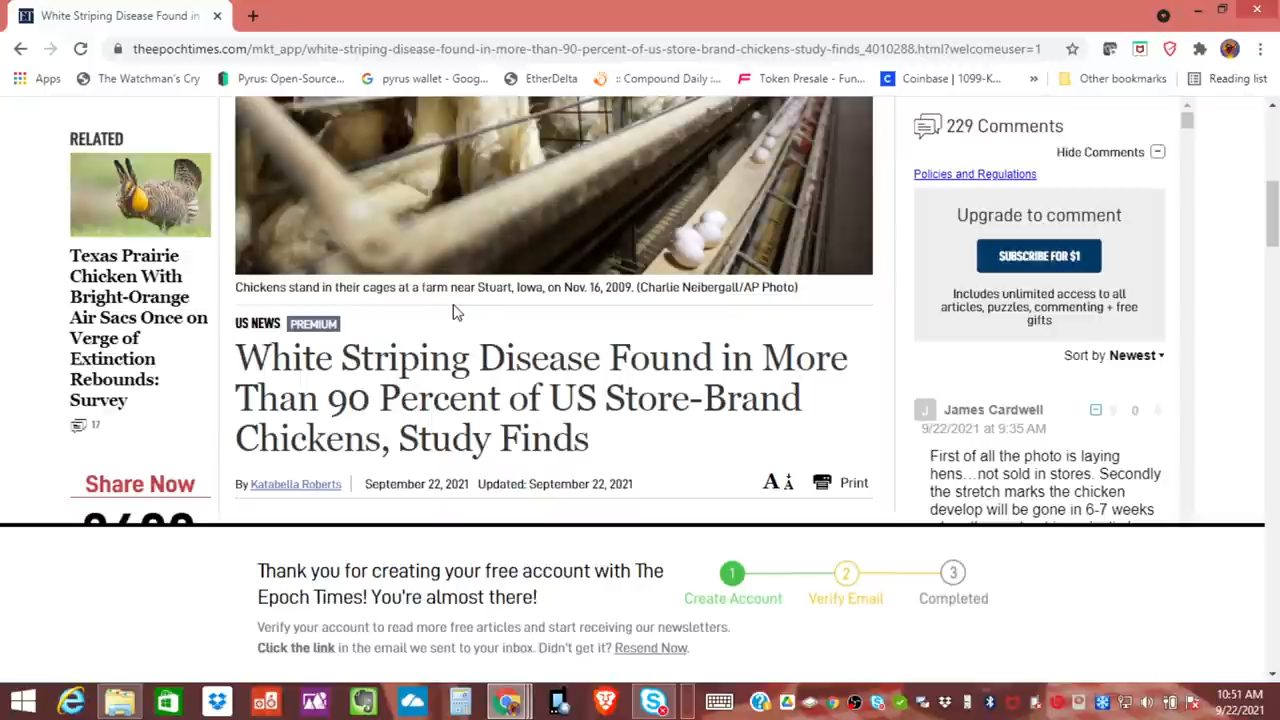 White Striping Disease Found in
theepochtimes.com/mkt_app/white-striping-disease-found-in-more-than-90-percent-of-us-store-brand-chickens-study-finds_4010288.html?welcomeuser=1
Apps
The Watchman's Cry
Pyrus: Open-Source...
pyrus wallet - Goog...
EtherDelta
:: Compound Daily :...
Token Presale - Fun...
Coinbase | 1099-K...
»
Other bookmarks
Reading list
RELATED
Texas Prairie
Chicken With
Bright-Orange
Air Sacs Once on
Verge of
Extinction
Rebounds:
Survey
17
Share Now
Chickens stand in their cages at a farm near Stuart, Iowa, on Nov. 16, 2009. (Charlie Neibergall/AP Photo)
US NEWS PREMIUM
White Striping Disease Found in More
Than 90 Percent of US Store-Brand
Chickens, Study Finds
By Katabella Roberts | September 22, 2021 Updated: September 22, 2021
A A Print
229 Comments
Hide Comments
Policies and Regulations
Upgrade to comment
SUBSCRIBE FOR $1
Includes unlimited access to all
articles, puzzles, commenting + free
gifts
Sort by Newest
J James Cardwell 0
9/22/2021 at 9:35 AM
First of all the photo is laying
hens...not sold in stores. Secondly
the stretch marks the chicken
develop will be gone in 6-7 weeks
Thank you for creating your free account with The
Epoch Times! You're almost there!
Verify your account to read more free articles and start receiving our newsletters.
Click the link in the email we sent to your inbox. Didn't get it? Resend Now.
1 2 3
Create Account Verify Email Completed
10:51 AM
9/22/2021